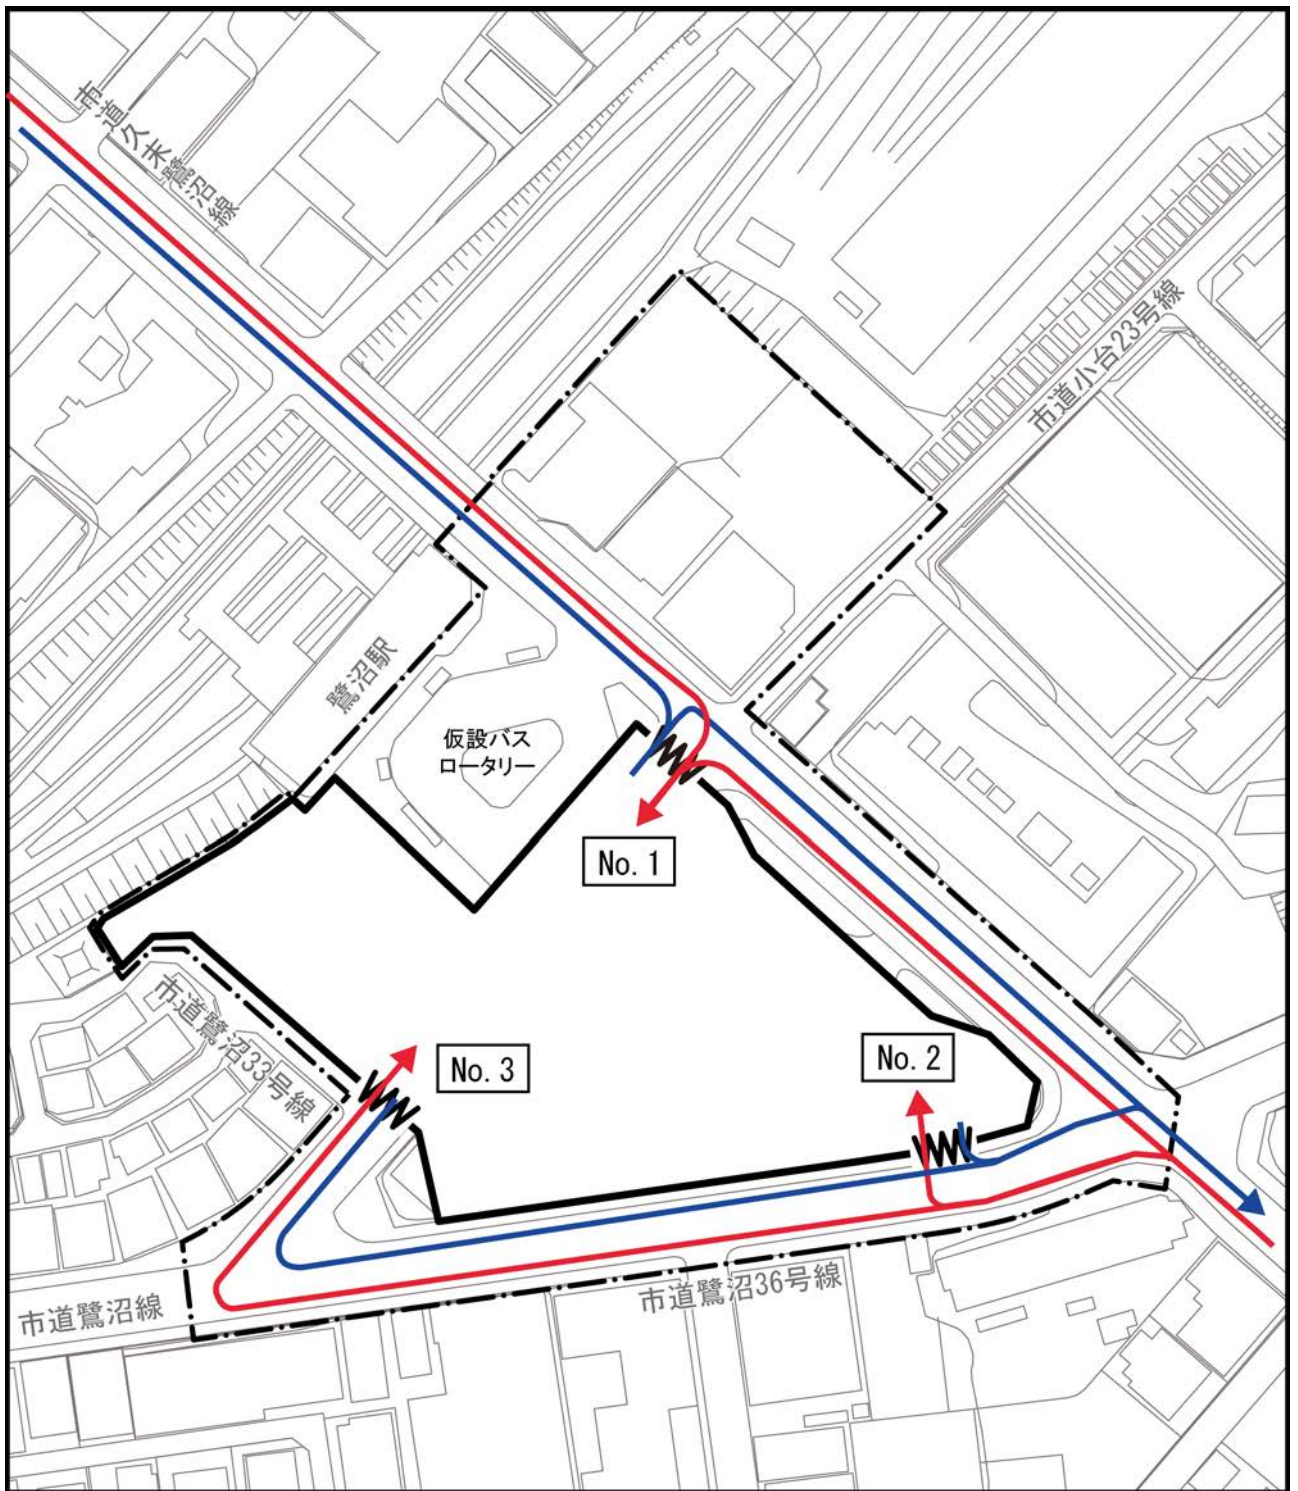 市道久末鷺沼線
市道小台23号線
鷺沼駅
仮設バス
ロータリー
No. 1
市道鷺沼33号線
No. 3
No. 2
市道鷺沼線
市道鷺沼36号線